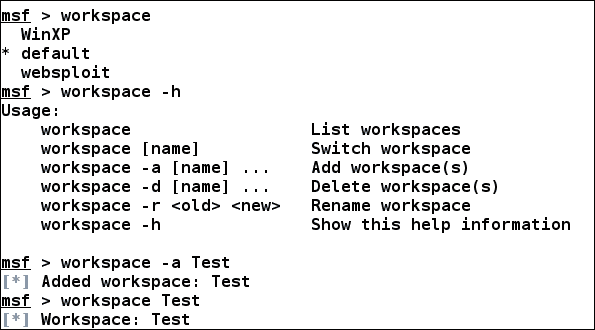 msf > workspace
  WinXP
* default
  websploit
msf > workspace -h
Usage:
    workspace                  List workspaces
    workspace [name]           Switch workspace
    workspace -a [name] ...    Add workspace(s)
    workspace -d [name] ...    Delete workspace(s)
    workspace -r <old> <new>   Rename workspace
    workspace -h               Show this help information

msf > workspace -a Test
[*] Added workspace: Test
msf > workspace Test
[*] Workspace: Test